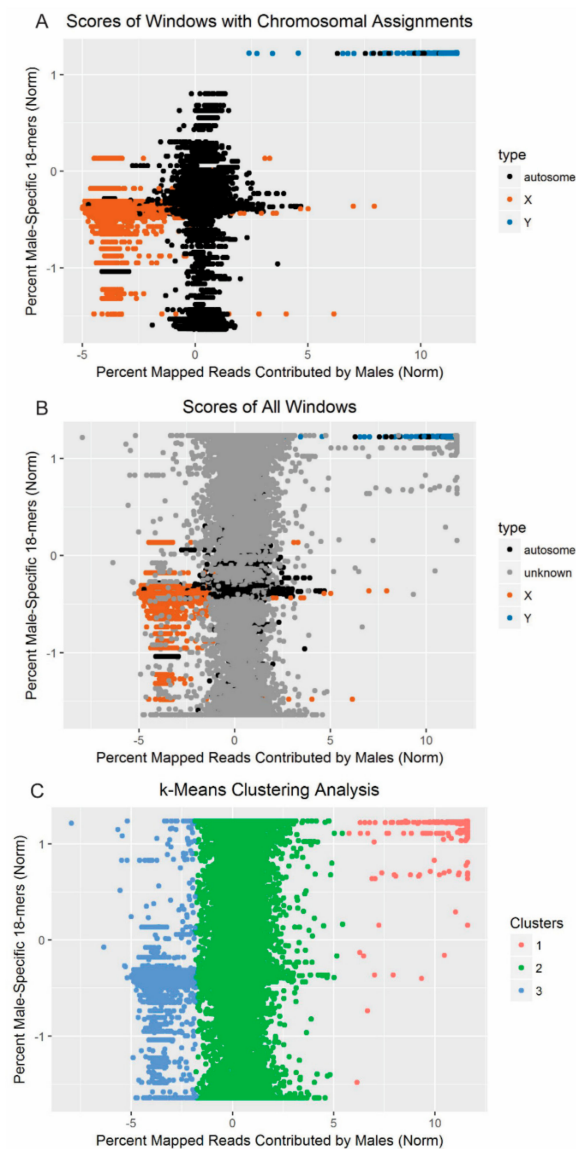 A
Scores of Windows with Chromosomal Assignments
Percent Male-Specific 18-mers (Norm)
1
-0
-1
-5
0
5
10
Percent Mapped Reads Contributed by Males (Norm)
type
autosome
X
Y
B
Scores of All Windows
Percent Male-Specific 18-mers (Norm)
1
-0
-1
-5
0
5
10
Percent Mapped Reads Contributed by Males (Norm)
type
autosome
unknown
X
Y
C
k-Means Clustering Analysis
Percent Male-Specific 18-mers (Norm)
1
-0
-1
-5
0
5
10
Percent Mapped Reads Contributed by Males (Norm)
Clusters
1
2
3